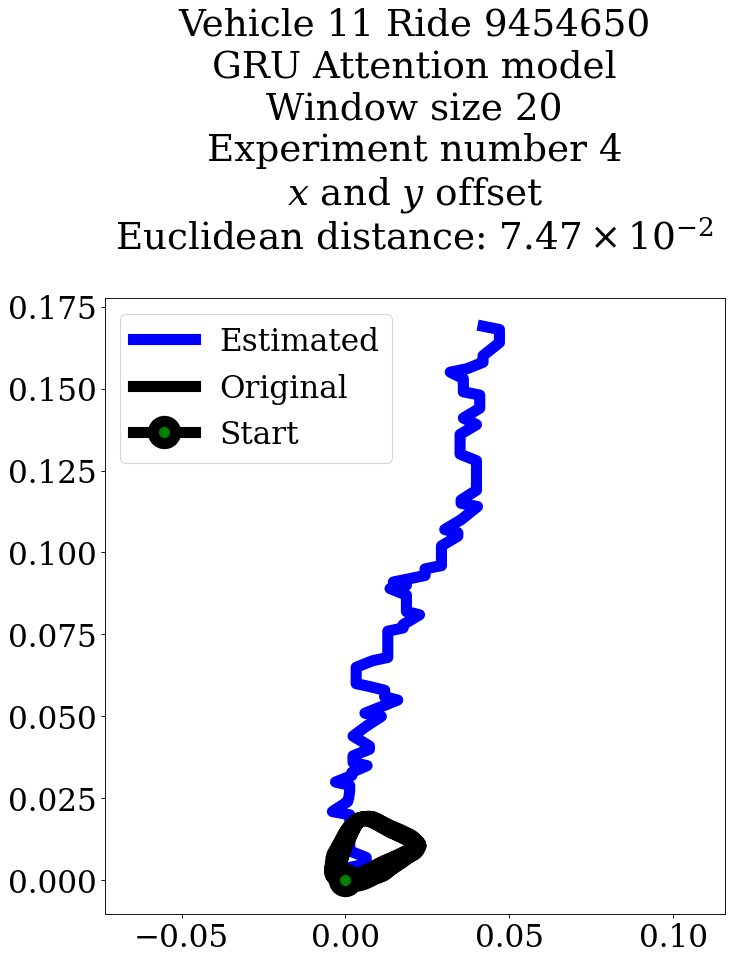 Vehicle 11 Ride 9454650
GRU Attention model
Window size 20
Experiment number 4
x and y offset
Euclidean distance: 7.47 × 10⁻²
0.175
0.150
0.125
0.100
0.075
0.050
0.025
0.000
Estimated
Original
Start
−0.05
0.00
0.05
0.10